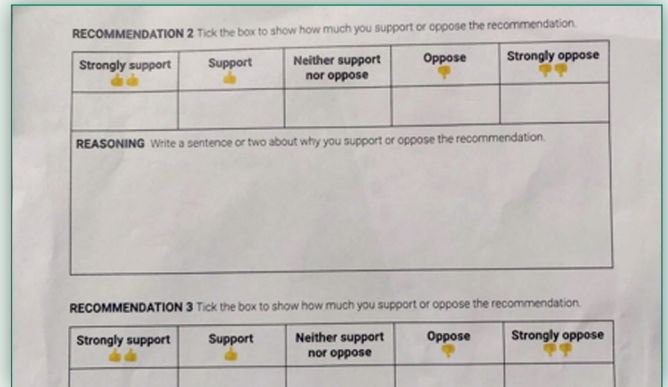 RECOMMENDATION 2 Tick the box to show how much you support or oppose the recommendation.
Strongly support Support Neither support nor oppose Oppose Strongly oppose
REASONING Write a sentence or two about why you support or oppose the recommendation.
RECOMMENDATION 3 Tick the box to show how much you support or oppose the recommendation.
Strongly support Support Neither support nor oppose Oppose Strongly oppose